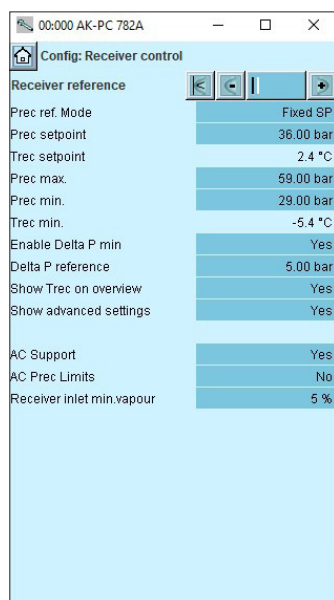 00:000 AK-PC 782A
Config: Receiver control
Receiver reference
Prec ref. Mode Fixed SP
Prec setpoint 36.00 bar
Trec setpoint 2.4 °C
Prec max. 59.00 bar
Prec min. 29.00 bar
Trec min. -5.4 °C
Enable Delta P min Yes
Delta P reference 5.00 bar
Show Trec on overview Yes
Show advanced settings Yes
AC Support Yes
AC Prec Limits No
Receiver inlet min.vapour 5 %